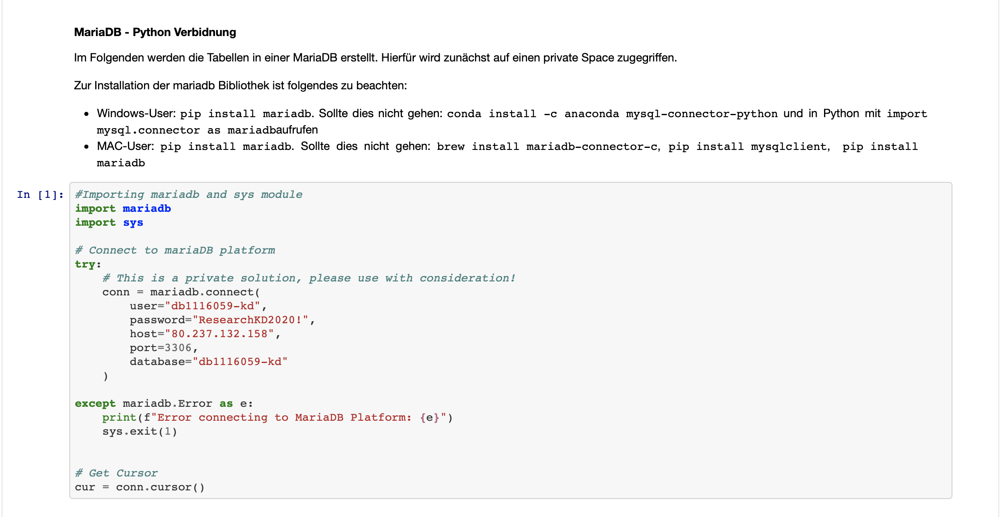 MariaDB - Python Verbidnung
Im Folgenden werden die Tabellen in einer MariaDB erstellt. Hierfür wird zunächst auf einen private Space zugegriffen.
Zur Installation der mariadb Bibliothek ist folgendes zu beachten:
• Windows-User: pip install mariadb. Sollte dies nicht gehen: conda install -c anaconda mysql-connector-python und in Python mit import
mysql.connector as mariadbaufrufen
• MAC-User: pip install mariadb. Sollte dies nicht gehen: brew install mariadb-connector-c, pip install mysqlclient, pip install
mariadb
In [1]: #Importing mariadb and sys module
import mariadb
import sys
# Connect to mariaDB platform
try:
    # This is a private solution, please use with consideration!
    conn = mariadb.connect(
        user="db1116059-kd",
        password="ResearchKD2020!",
        host="80.237.132.158",
        port=3306,
        database="db1116059-kd"
    )
except mariadb.Error as e:
    print(f"Error connecting to MariaDB Platform: {e}")
    sys.exit(1)
# Get Cursor
cur = conn.cursor()